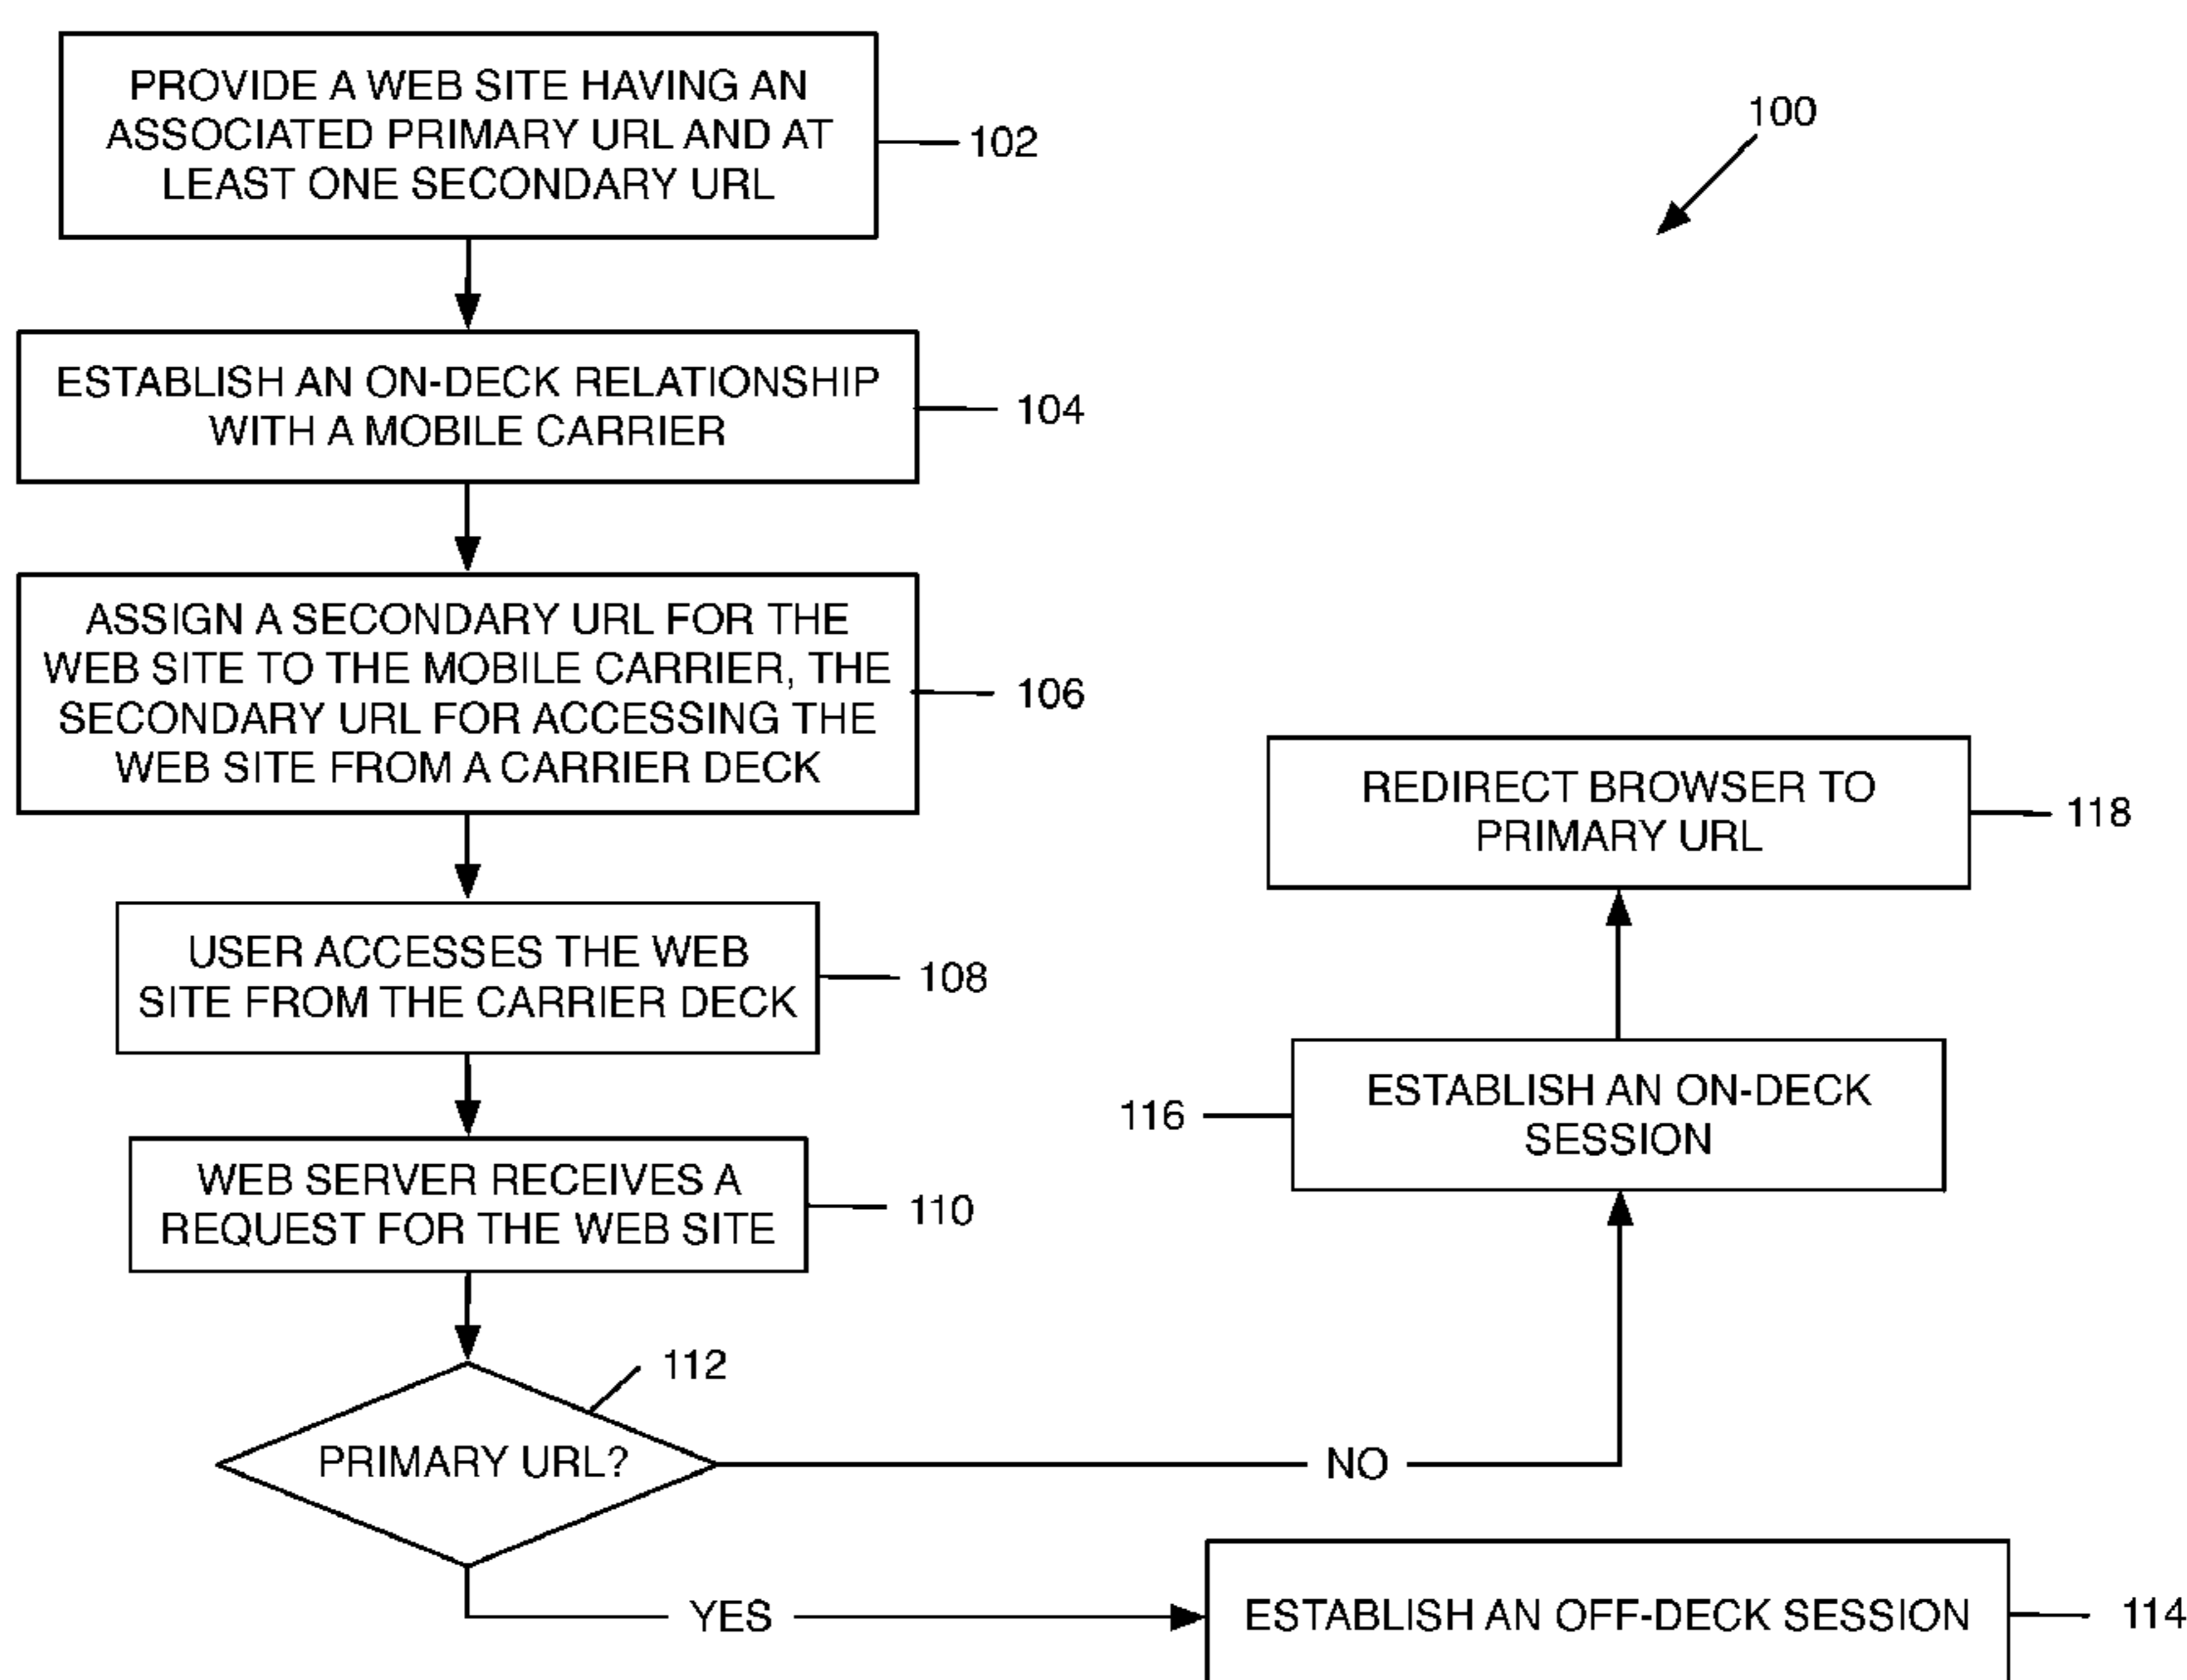 PROVIDE A WEB SITE HAVING AN
ASSOCIATED PRIMARY URL AND AT
LEAST ONE SECONDARY URL
102
100
ESTABLISH AN ON-DECK RELATIONSHIP
WITH A MOBILE CARRIER
104
ASSIGN A SECONDARY URL FOR THE
WEB SITE TO THE MOBILE CARRIER, THE
SECONDARY URL FOR ACCESSING THE
WEB SITE FROM A CARRIER DECK
106
USER ACCESSES THE WEB
SITE FROM THE CARRIER DECK
108
WEB SERVER RECEIVES A
REQUEST FOR THE WEB SITE
110
PRIMARY URL?
112
NO
YES
ESTABLISH AN OFF-DECK SESSION
114
ESTABLISH AN ON-DECK
SESSION
116
REDIRECT BROWSER TO
PRIMARY URL
118